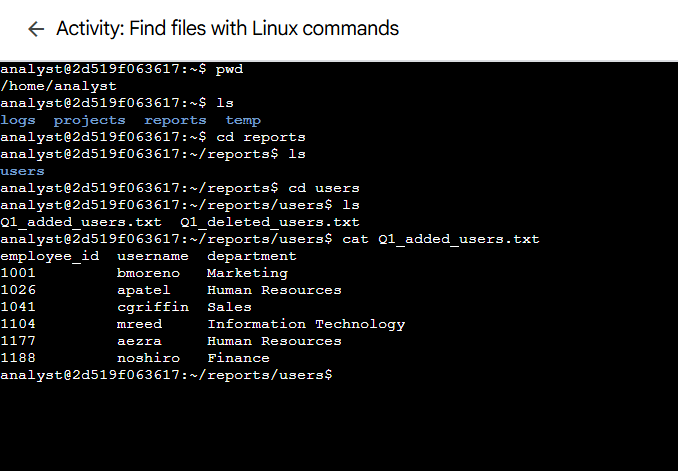 ← Activity: Find files with Linux commands
analyst@2d519f063617:~$ pwd
/home/analyst
analyst@2d519f063617:~$ ls
logs  projects  reports  temp
analyst@2d519f063617:~$ cd reports
analyst@2d519f063617:~/reports$ ls
users
analyst@2d519f063617:~/reports$ cd users
analyst@2d519f063617:~/reports/users$ ls
Q1_added_users.txt  Q1_deleted_users.txt
analyst@2d519f063617:~/reports/users$ cat Q1_added_users.txt
employee_id  username  department
1001         bmoreno   Marketing
1026         apatel    Human Resources
1041         cgriffin  Sales
1104         mreed     Information Technology
1177         aezra     Human Resources
1188         noshiro   Finance
analyst@2d519f063617:~/reports/users$